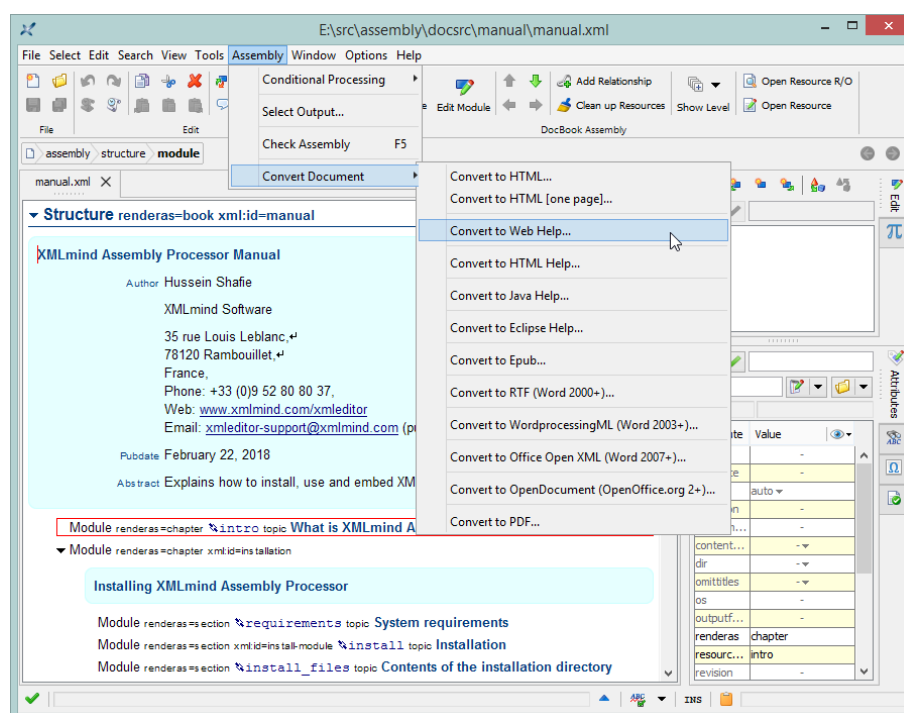 E:\src\assembly\docsrc\manual\manual.xml
File Select Edit Search View Tools Assembly Window Options Help
Conditional Processing
Select Output...
Check Assembly F5
Convert Document
Edit Module
Add Relationship
Clean up Resources
Show Level
Open Resource R/O
Open Resource
File Edit DocBook Assembly
assembly structure module
manual.xml
Convert to HTML...
Convert to HTML [one page]...
Convert to Web Help...
Convert to HTML Help...
Convert to Java Help...
Convert to Eclipse Help...
Convert to Epub...
Convert to RTF (Word 2000+)...
Convert to WordprocessingML (Word 2003+)...
Convert to Office Open XML (Word 2007+)...
Convert to OpenDocument (OpenOffice.org 2+)...
Convert to PDF...
Structure renderas=book xml:id=manual
XMLmind Assembly Processor Manual
Author Hussein Shafie
XMLmind Software
35 rue Louis Leblanc,↵
78120 Rambouillet,↵
France,
Phone: +33 (0)9 52 80 80 37,
Web: www.xmlmind.com/xmleditor
Email: xmleditor-support@xmlmind.com
Pubdate February 22, 2018
Abstract Explains how to install, use and embed XM
Module renderas=chapter intro topic What is XMLmind A
Module renderas=chapter xml:id=installation
Installing XMLmind Assembly Processor
Module renderas=section requirements topic System requirements
Module renderas=section xml:id=install-module install topic Installation
Module renderas=section install_files topic Contents of the installation directory
Edit
π
Attributes
ABC
Ω
Value
auto
content... -
dir -
omittitles -
os -
outputf... -
renderas chapter
resourc... intro
revision -
ABC INS